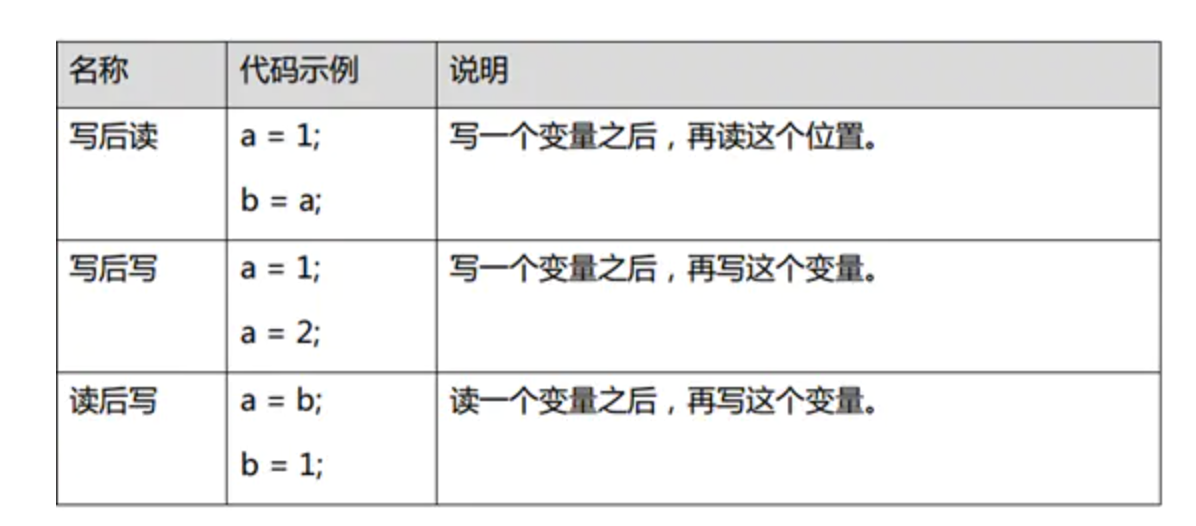 名称 代码示例 说明
写后读 a = 1; 写一个变量之后，再读这个位置。
b = a;
写后写 a = 1; 写一个变量之后，再写这个变量。
a = 2;
读后写 a = b; 读一个变量之后，再写这个变量。
b = 1;